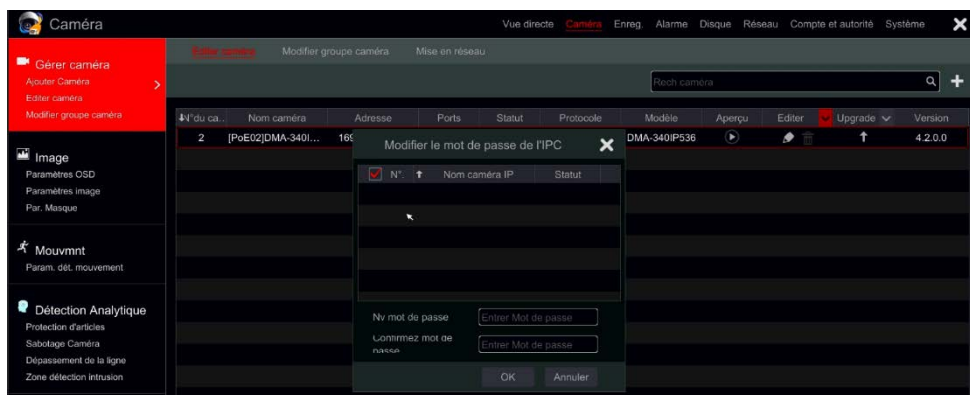 Caméra
Vue directe Caméra Enreg. Alarme Disque Réseau Compte et autorité Système
Editer caméra Modifier groupe caméra Mise en réseau
Rech caméra
Gérer caméra
Ajouter Caméra
Editer caméra
Modifier groupe caméra
Image
Paramètres OSD
Paramètres image
Par. Masque
Mouvmnt
Param. dét. mouvement
Détection Analytique
Protection d'articles
Sabotage Caméra
Dépassement de la ligne
Zone détection intrusion
N°du ca... Nom caméra Adresse Ports Statut Protocole Modèle Aperçu Editer Upgrade Version
2 [PoE02]DMA-340I... 169 DMA-340IP536 4.2.0.0
Modifier le mot de passe de l'IPC
N°. Nom caméra IP Statut
Nv mot de passe Entrer Mot de passe
Confirmez mot de passe Entrer Mot de passe
OK Annuler